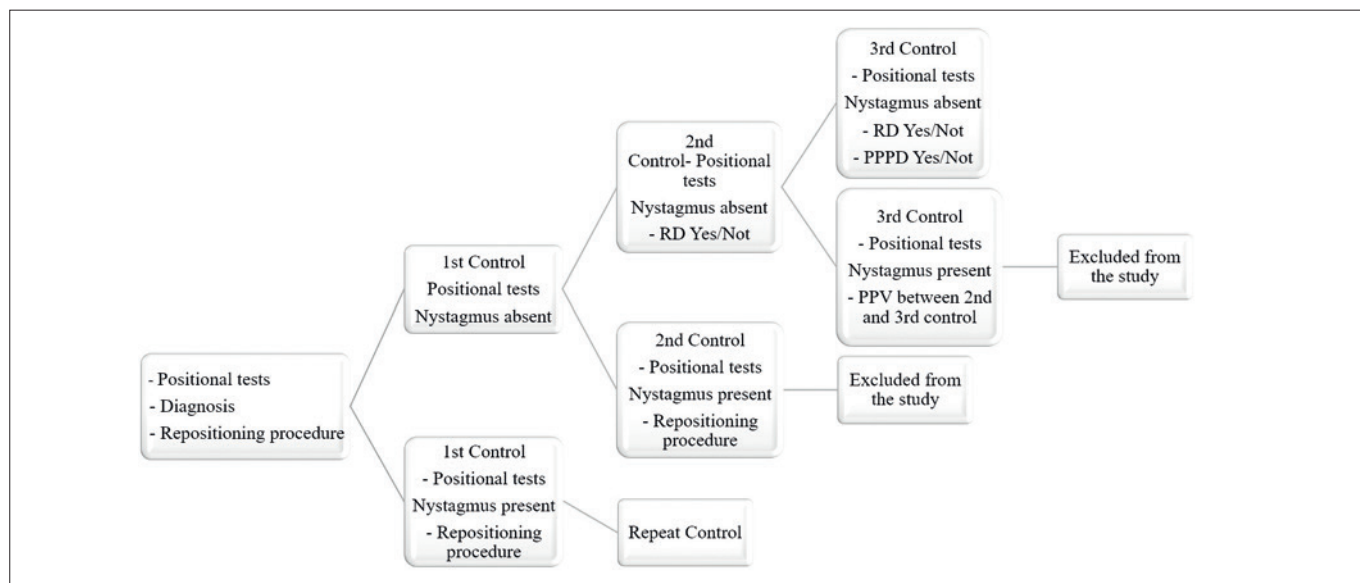 - Positional tests
- Diagnosis
- Repositioning procedure
1st Control
Positional tests
Nystagmus absent
1st Control
- Positional tests
Nystagmus present
- Repositioning
procedure
2nd
Control- Positional
tests
Nystagmus absent
- RD Yes/Not
2nd Control
- Positional tests
Nystagmus present
- Repositioning
procedure
Repeat Control
3rd Control
- Positional tests
Nystagmus absent
- RD Yes/Not
- PPPD Yes/Not
3rd Control
- Positional tests
Nystagmus present
- PPV between 2nd
and 3rd control
Excluded from
the study
Excluded from
the study